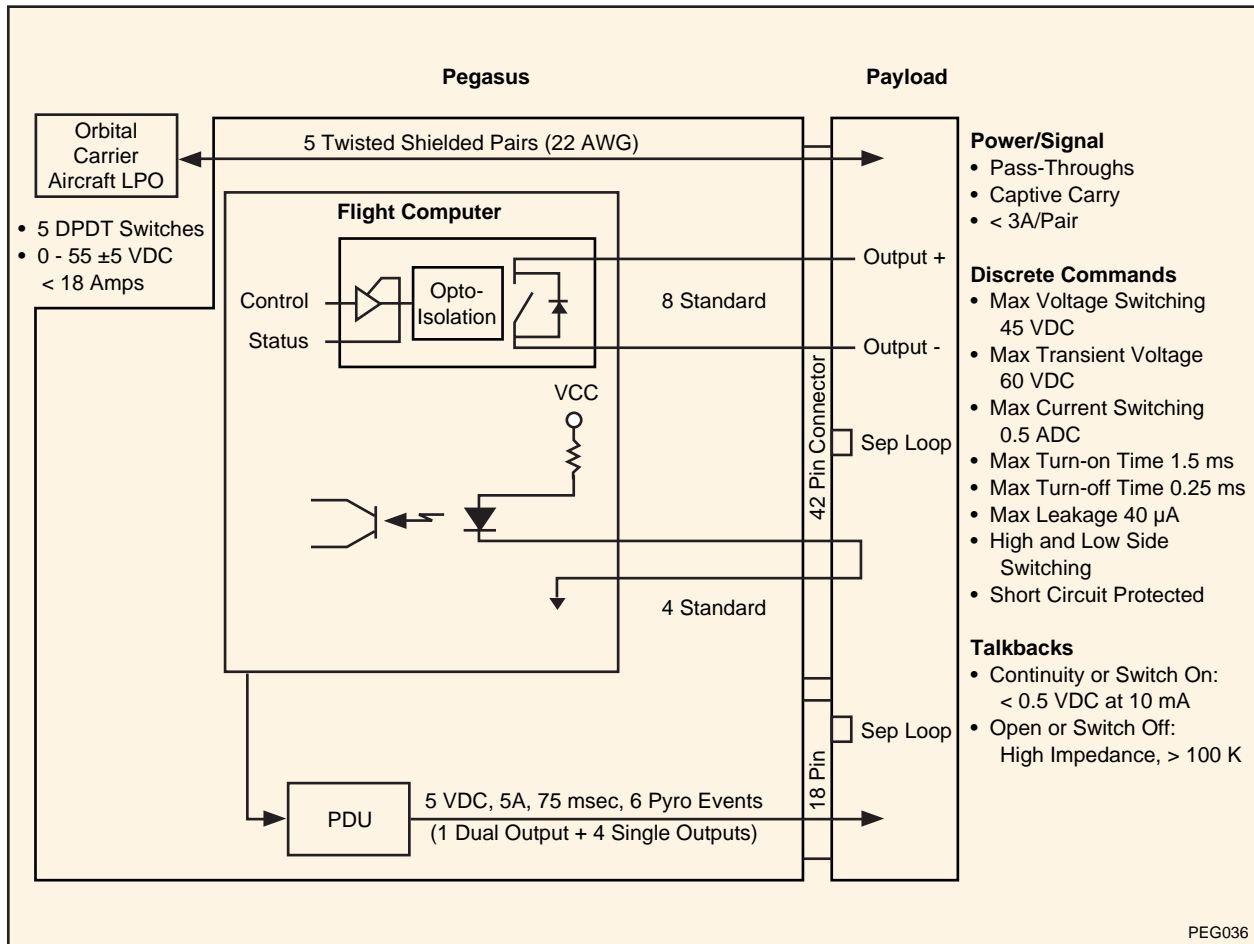 Pegasus
Payload
Orbital
Carrier
Aircraft LPO
• 5 DPDT Switches
• 0 - 55 ±5 VDC
< 18 Amps
5 Twisted Shielded Pairs (22 AWG)
Flight Computer
Control
Status
Opto-
Isolation
8 Standard
Output +
Output -
VCC
42 Pin Connector
Sep Loop
4 Standard
18 Pin
Sep Loop
PDU
5 VDC, 5A, 75 msec, 6 Pyro Events
(1 Dual Output + 4 Single Outputs)
Power/Signal
• Pass-Throughs
• Captive Carry
• < 3A/Pair
Discrete Commands
• Max Voltage Switching
45 VDC
• Max Transient Voltage
60 VDC
• Max Current Switching
0.5 ADC
• Max Turn-on Time 1.5 ms
• Max Turn-off Time 0.25 ms
• Max Leakage 40 µA
• High and Low Side
Switching
• Short Circuit Protected
Talkbacks
• Continuity or Switch On:
< 0.5 VDC at 10 mA
• Open or Switch Off:
High Impedance, > 100 K
PEG036